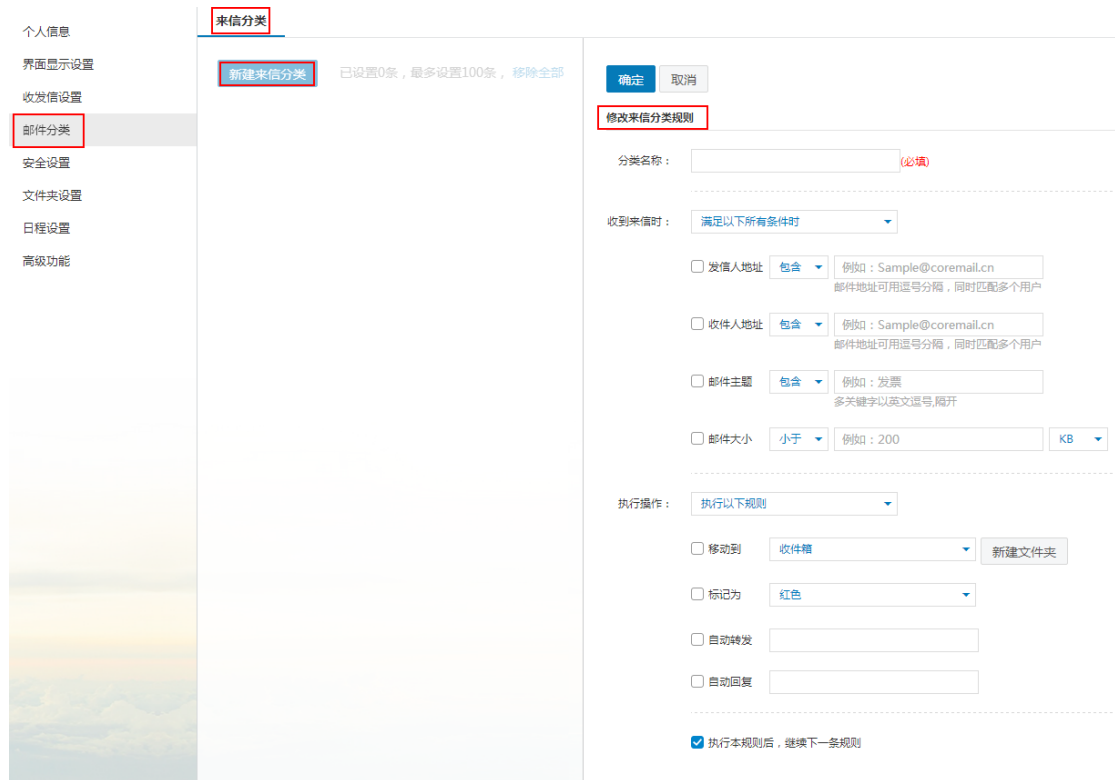 个人信息
界面显示设置
收发信设置
邮件分类
安全设置
文件夹设置
日程设置
高级功能
来信分类
新建来信分类 已设置0条，最多设置100条， 移除全部
确定 取消
修改来信分类规则
分类名称： (必填)
收到来信时： 满足以下所有条件时
发信人地址 包含 例如：Sample@coremail.cn
邮件地址可用逗号分隔，同时匹配多个用户
收件人地址 包含 例如：Sample@coremail.cn
邮件地址可用逗号分隔，同时匹配多个用户
邮件主题 包含 例如：发票
多关键字以英文逗号,隔开
邮件大小 小于 例如：200 KB
执行操作： 执行以下规则
移动到 收件箱 新建文件夹
标记为 红色
自动转发
自动回复
执行本规则后，继续下一条规则